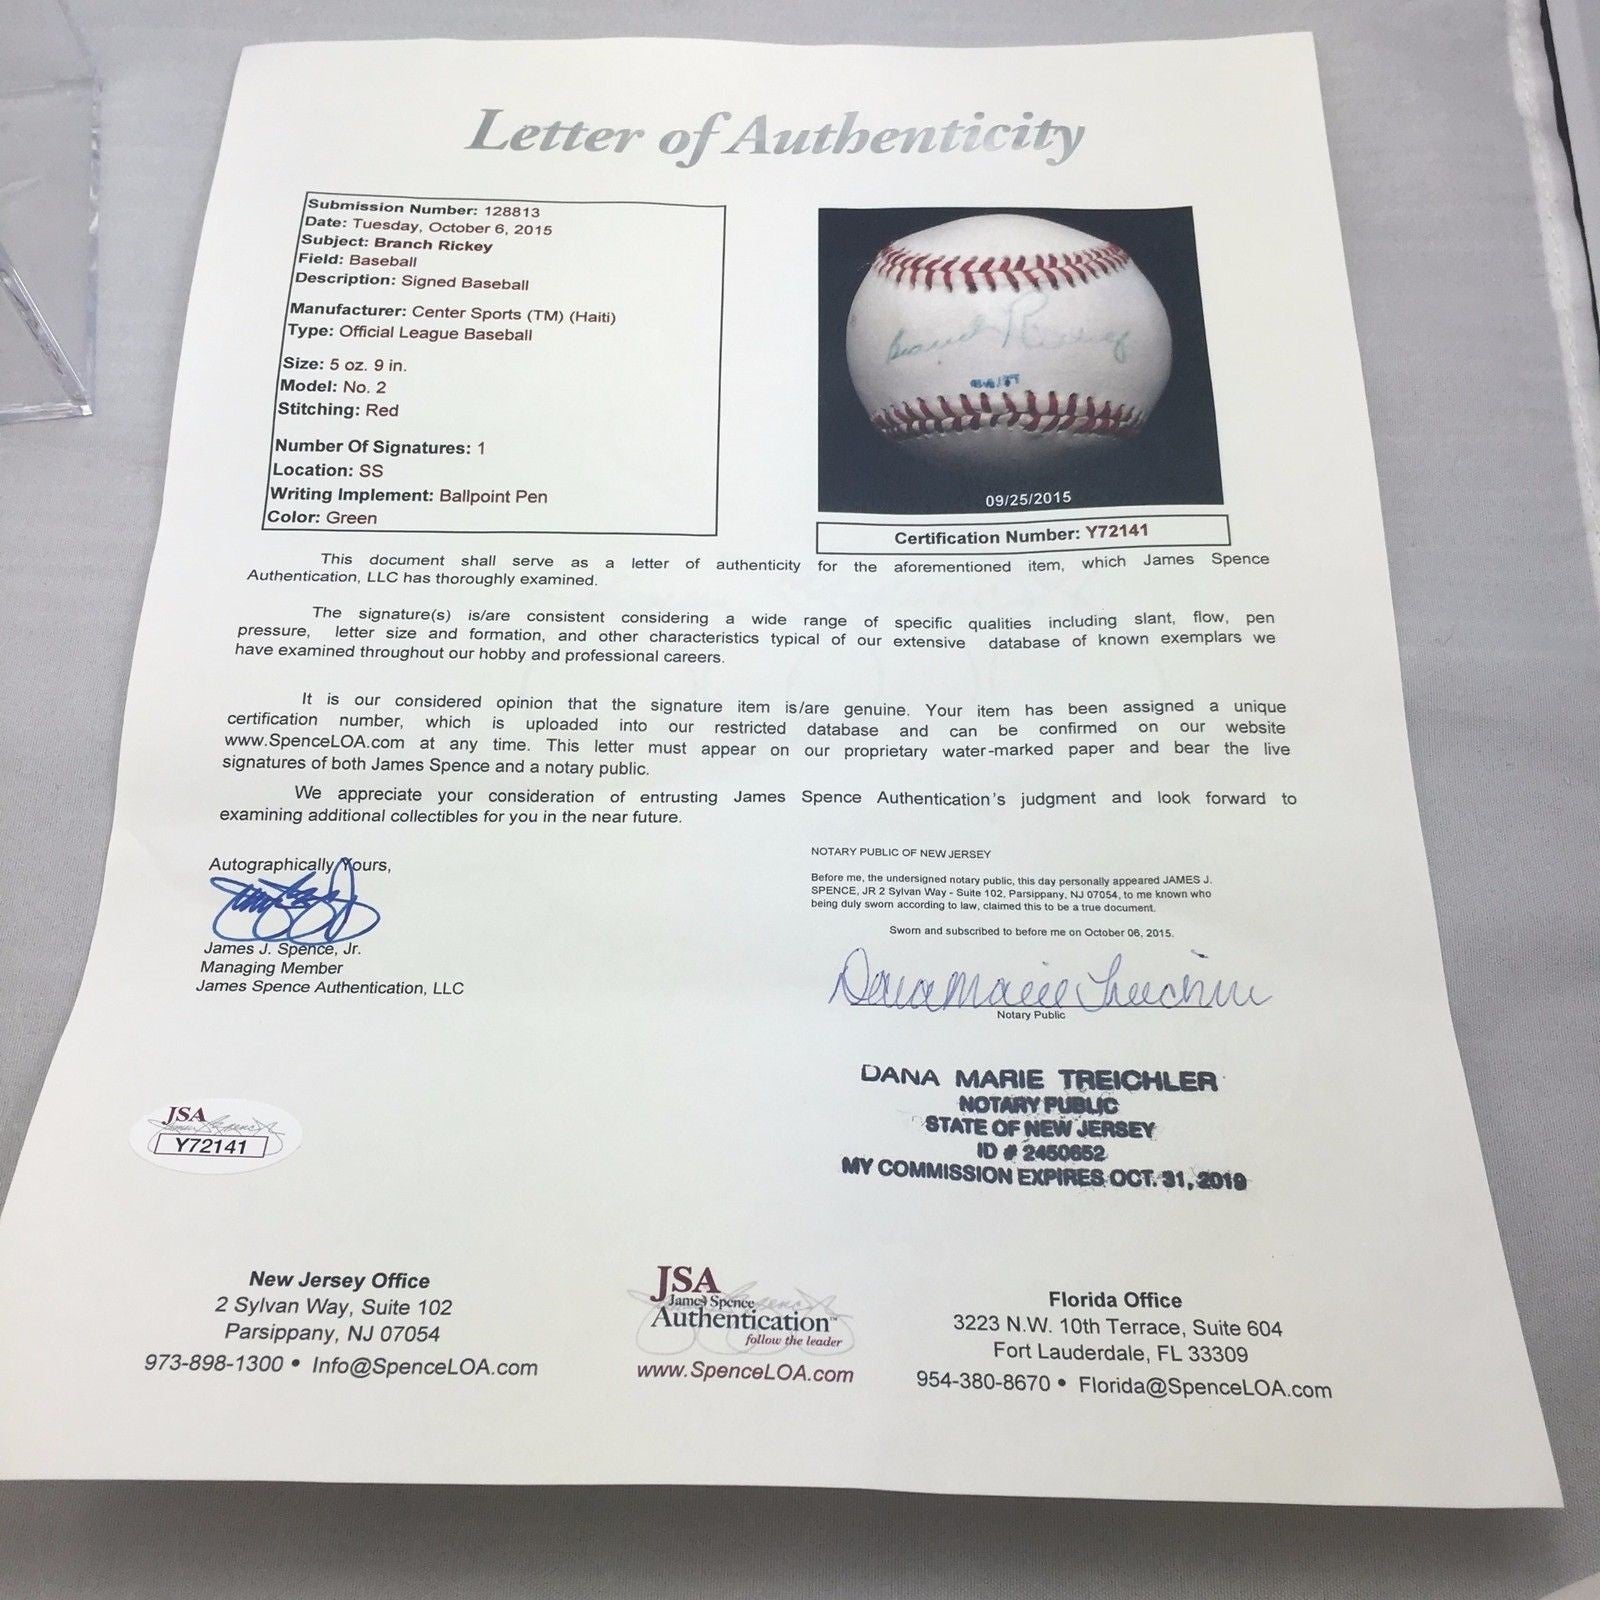 Letter of Authenticity
Submission Number: 128813
Date: Tuesday, October 6, 2015
Subject: Branch Rickey
Field: Baseball
Description: Signed Baseball
Manufacturer: Center Sports (TM) (Haiti)
Type: Official League Baseball
Size: 5 oz. 9 in.
Model: No. 2
Stitching: Red
Number Of Signatures: 1
Location: SS
Writing Implement: Ballpoint Pen
Color: Green
Branch Rickey
09/25/2015
Certification Number: Y72141
This document shall serve as a letter of authenticity for the aforementioned item, which James Spence
Authentication, LLC has thoroughly examined.
The signature(s) is/are consistent considering a wide range of specific qualities including slant, flow, pen
pressure, letter size and formation, and other characteristics typical of our extensive database of known exemplars we
have examined throughout our hobby and professional careers.
It is our considered opinion that the signature item is/are genuine. Your item has been assigned a unique
certification number, which is uploaded into our restricted database and can be confirmed on our website
www.SpenceLOA.com at any time. This letter must appear on our proprietary water-marked paper and bear the live
signatures of both James Spence and a notary public.
We appreciate your consideration of entrusting James Spence Authentication's judgment and look forward to
examining additional collectibles for you in the near future.
Autographically Yours,
James J. Spence, Jr.
Managing Member
James Spence Authentication, LLC
NOTARY PUBLIC OF NEW JERSEY
Before me, the undersigned notary public, this day personally appeared JAMES J.
SPENCE, JR 2 Sylvan Way - Suite 102, Parsippany, NJ 07054, to me known who
being duly sworn according to law, claimed this to be a true document.
Sworn and subscribed to before me on October 06, 2015.
Dana Marie Treichler
Notary Public
DANA MARIE TREICHLER
NOTARY PUBLIC
STATE OF NEW JERSEY
ID # 2450652
MY COMMISSION EXPIRES OCT. 31, 2019
JSA
Y72141
New Jersey Office
2 Sylvan Way, Suite 102
Parsippany, NJ 07054
973-898-1300 • Info@SpenceLOA.com
JSA
James Spence
Authentication™
follow the leader
www.SpenceLOA.com
Florida Office
3223 N.W. 10th Terrace, Suite 604
Fort Lauderdale, FL 33309
954-380-8670 • Florida@SpenceLOA.com